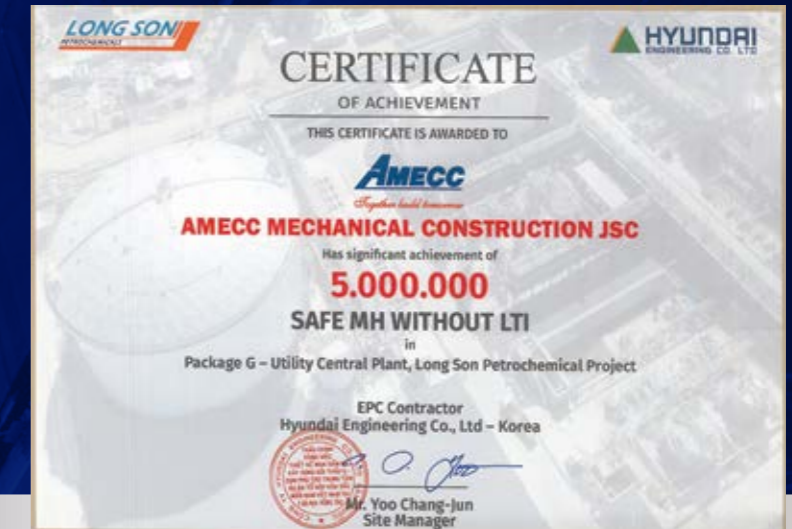 LONG SON
PETROCHEMICALS
HYUNDAI
ENGINEERING CO. LTD
CERTIFICATE
OF ACHIEVEMENT
THIS CERTIFICATE IS AWARDED TO
AMECC
Together build tomorrow
AMECC MECHANICAL CONSTRUCTION JSC
Has significant achievement of
5.000.000
SAFE MH WITHOUT LTI
in
Package G – Utility Central Plant, Long Son Petrochemical Project
EPC Contractor
Hyundai Engineering Co., Ltd – Korea
Mr. Yoo Chang-Jun
Site Manager